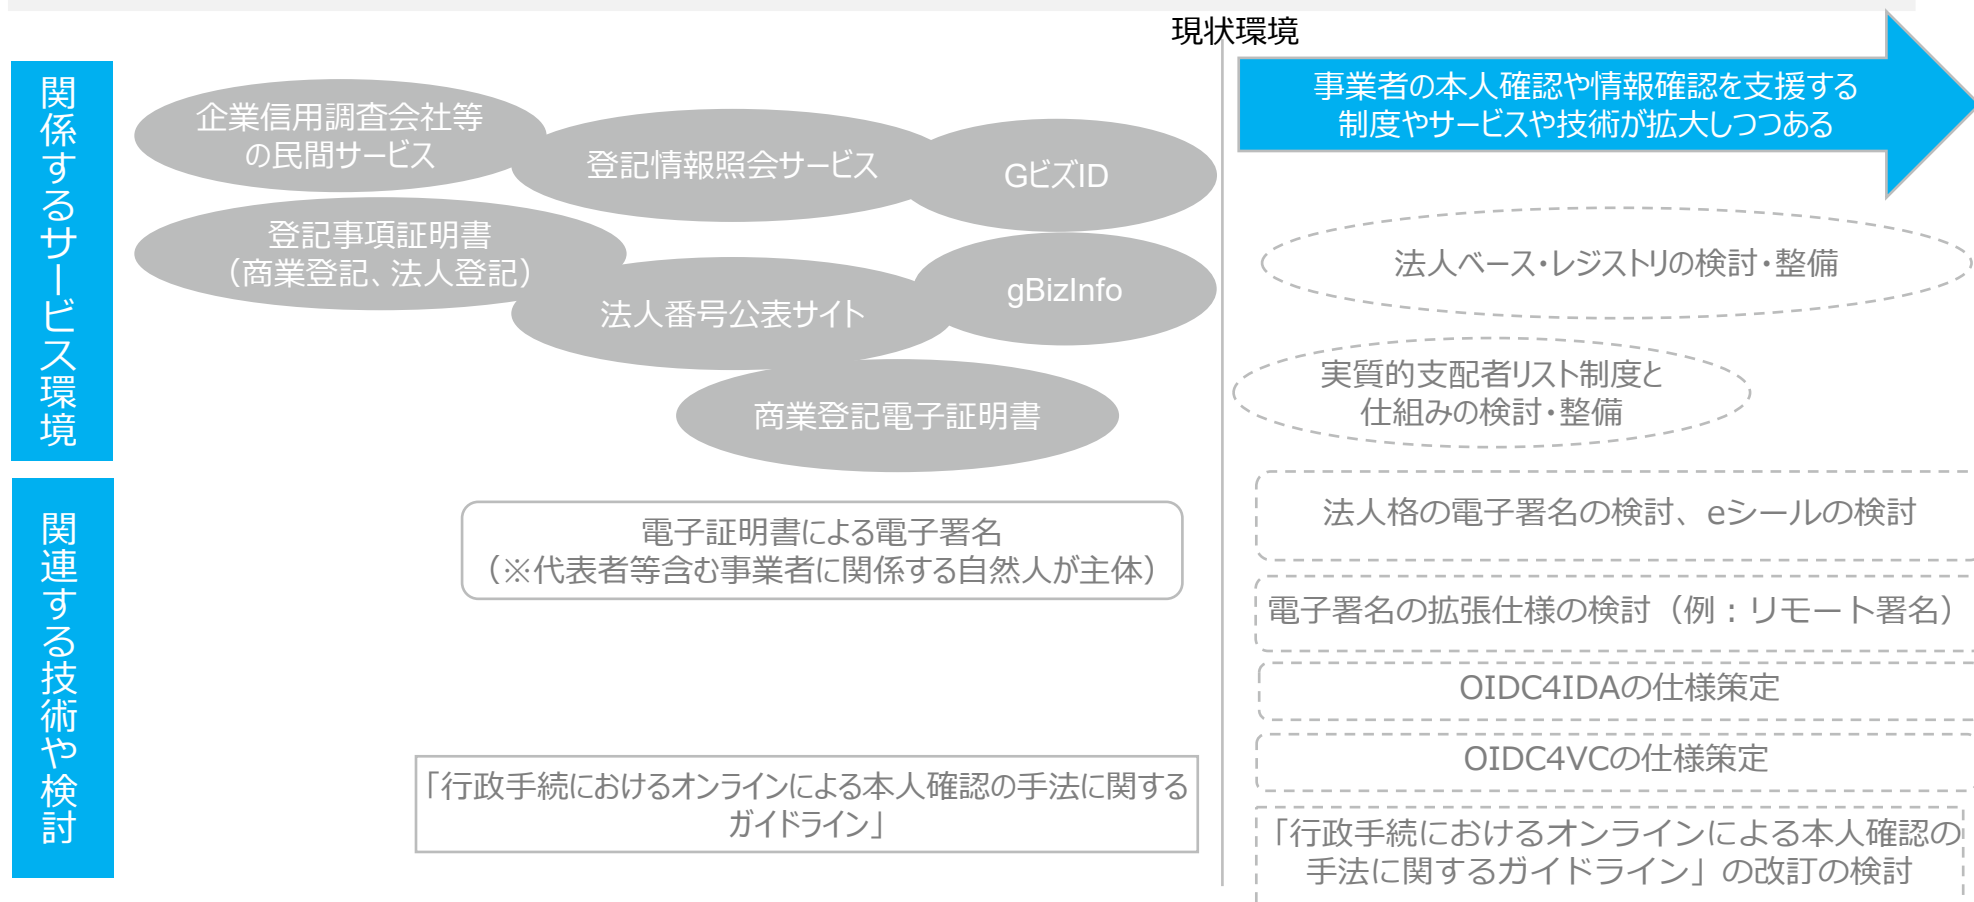 現状環境
事業者の本人確認や情報確認を支援する
制度やサービスや技術が拡大しつつある
関係するサービス環境
企業信用調査会社等
の民間サービス
登記情報照会サービス
GビズID
登記事項証明書
（商業登記、法人登記）
法人番号公表サイト
gBizInfo
商業登記電子証明書
法人ベース・レジストリの検討・整備
実質的支配者リスト制度と
仕組みの検討・整備
関連する技術や検討
電子証明書による電子署名
（※代表者等含む事業者に関係する自然人が主体）
「行政手続におけるオンラインによる本人確認の手法に関する
ガイドライン」
法人格の電子署名の検討、eシールの検討
電子署名の拡張仕様の検討（例：リモート署名）
OIDC4IDAの仕様策定
OIDC4VCの仕様策定
「行政手続におけるオンラインによる本人確認の
手法に関するガイドライン」の改訂の検討